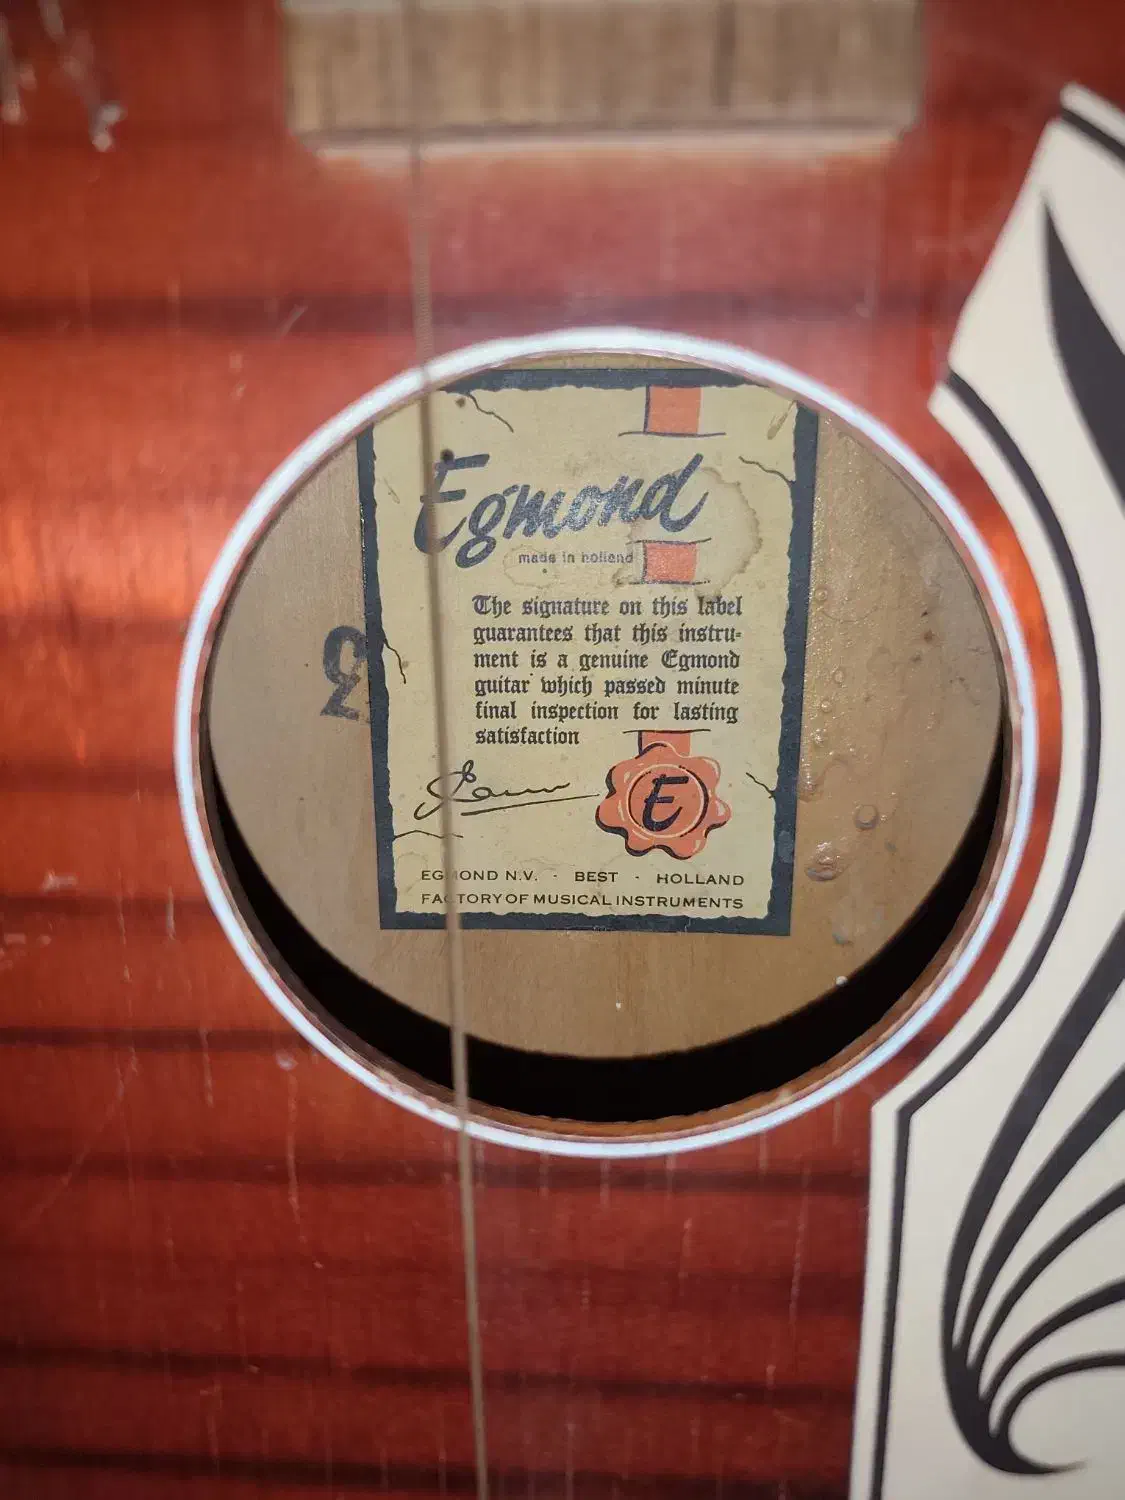 Egmond
made in holland
The signature on this label
guarantees that this instru-
ment is a genuine Egmond
guitar which passed minute
final inspection for lasting
satisfaction
E
EGMOND N.V. · BEST · HOLLAND
FACTORY OF MUSICAL INSTRUMENTS